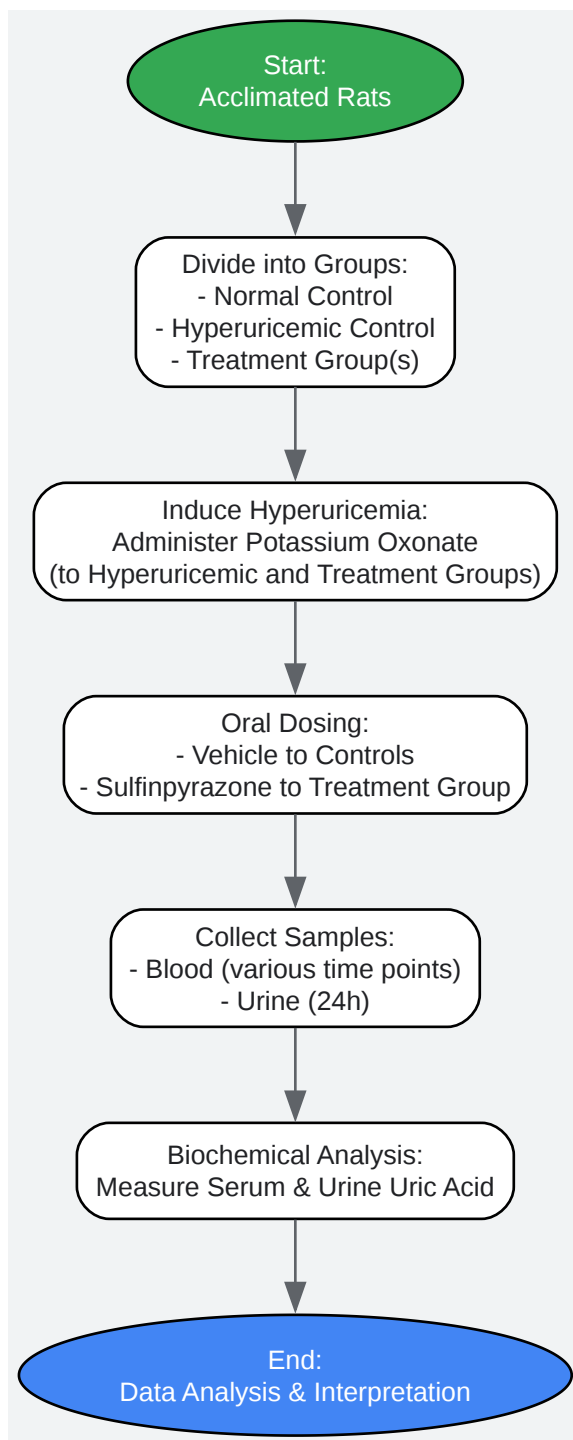 Start:
Acclimated Rats
Divide into Groups:
- Normal Control
- Hyperuricemic Control
- Treatment Group(s)
Induce Hyperuricemia:
Administer Potassium Oxonate
(to Hyperuricemic and Treatment Groups)
Oral Dosing:
- Vehicle to Controls
- Sulfinpyrazone to Treatment Group
Collect Samples:
- Blood (various time points)
- Urine (24h)
Biochemical Analysis:
Measure Serum & Urine Uric Acid
End:
Data Analysis & Interpretation